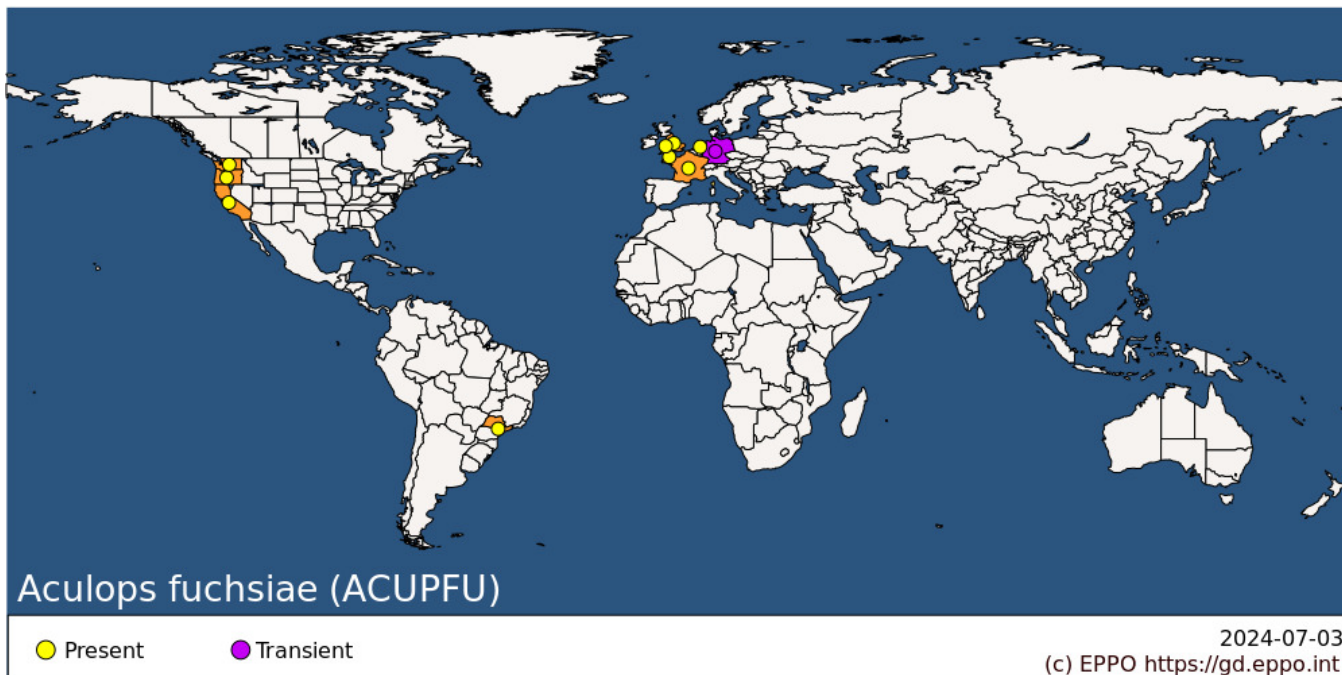 Aculops fuchsiae (ACUPFU)
Present
Transient
2024-07-03
(c) EPPO https://gd.eppo.int